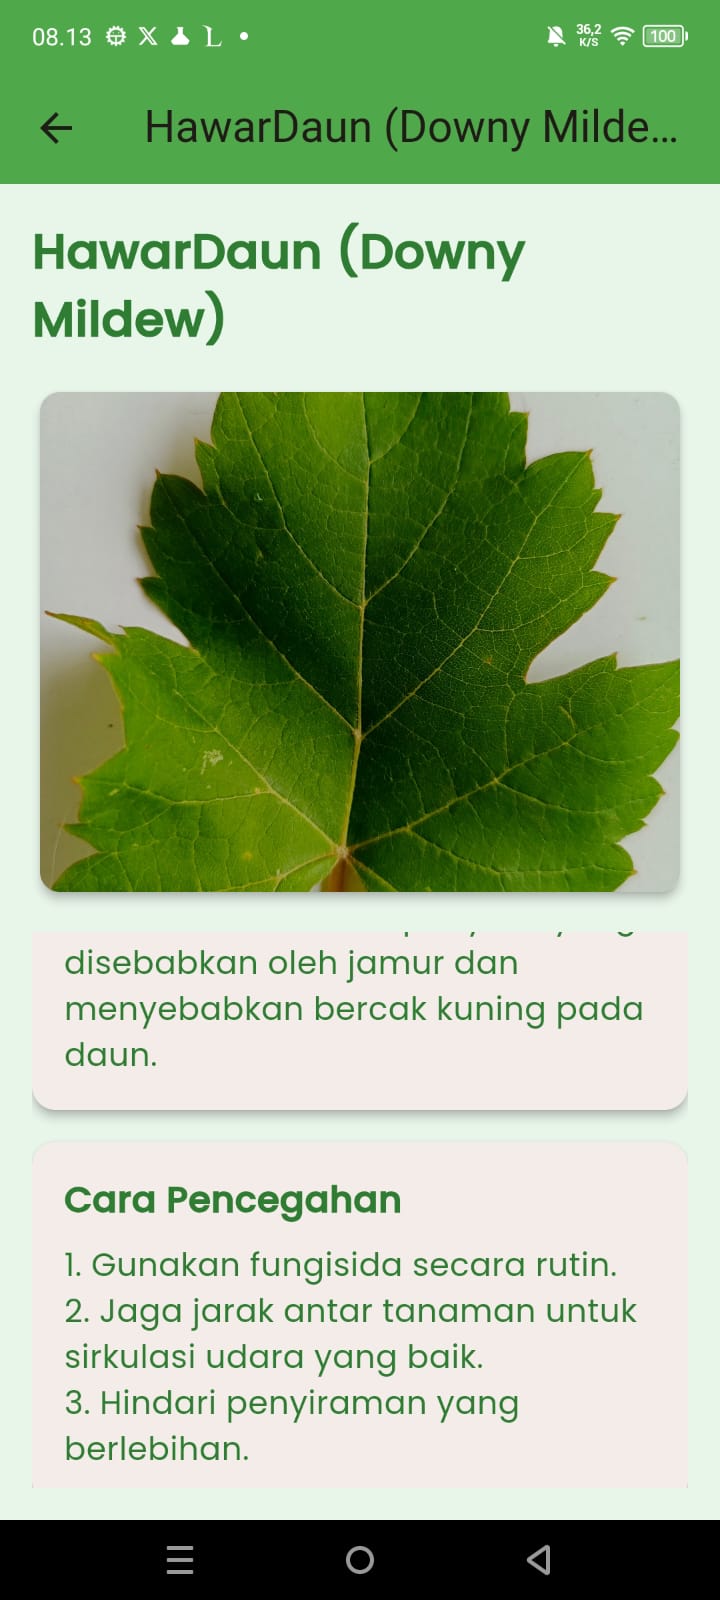 08.13
36,2
K/S
100
HawarDaun (Downy Milde...
HawarDaun (Downy
Mildew)
disebabkan oleh jamur dan
menyebabkan bercak kuning pada
daun.
Cara Pencegahan
1. Gunakan fungisida secara rutin.
2. Jaga jarak antar tanaman untuk
sirkulasi udara yang baik.
3. Hindari penyiraman yang
berlebihan.